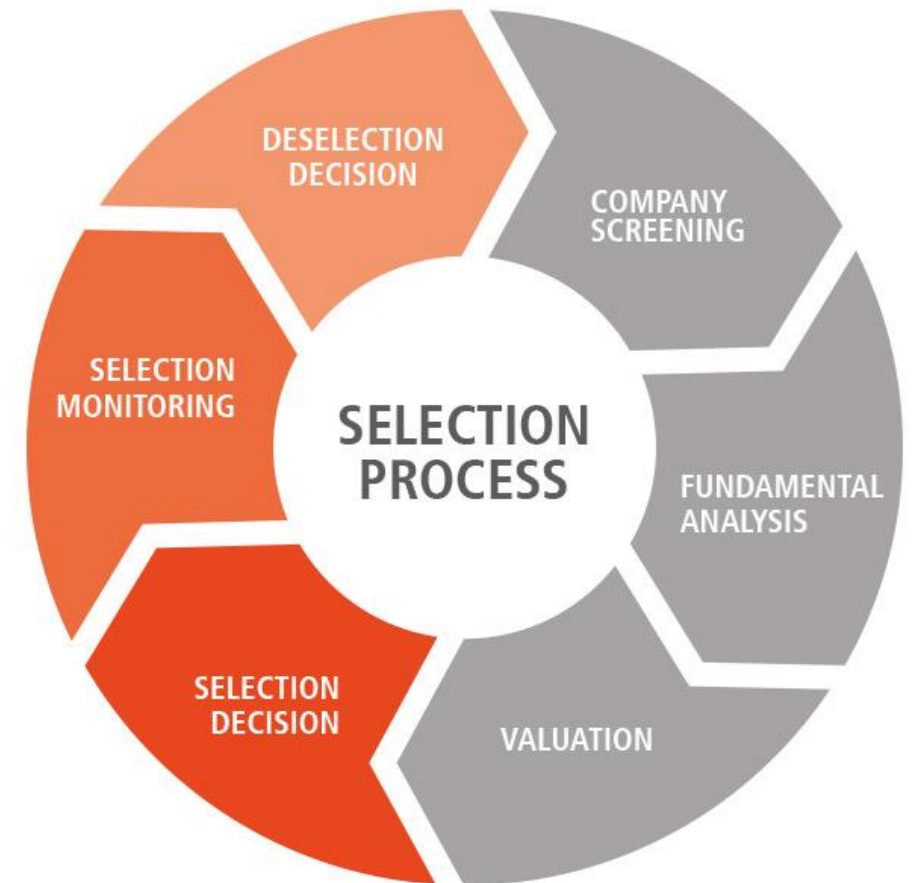 SELECTION
PROCESS
COMPANY
SCREENING
FUNDAMENTAL
ANALYSIS
VALUATION
SELECTION
DECISION
SELECTION
MONITORING
DESELECTION
DECISION